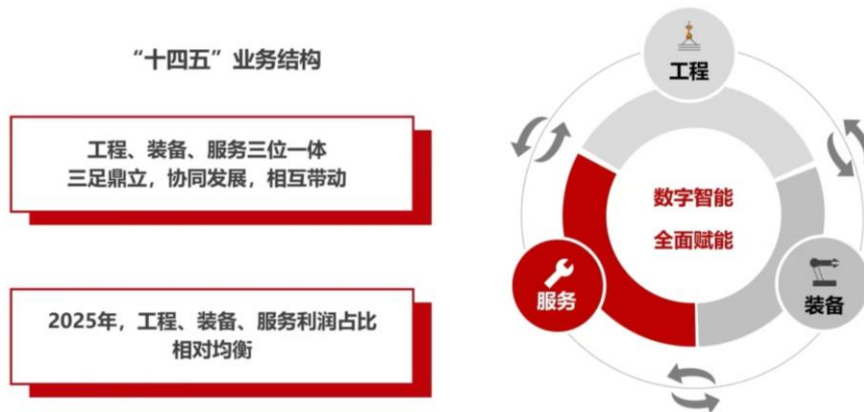 “十四五”业务结构
工程、装备、服务三位一体
三足鼎立，协同发展，相互带动
2025年，工程、装备、服务利润占比
相对均衡
工程
数字智能
全面赋能
服务
装备